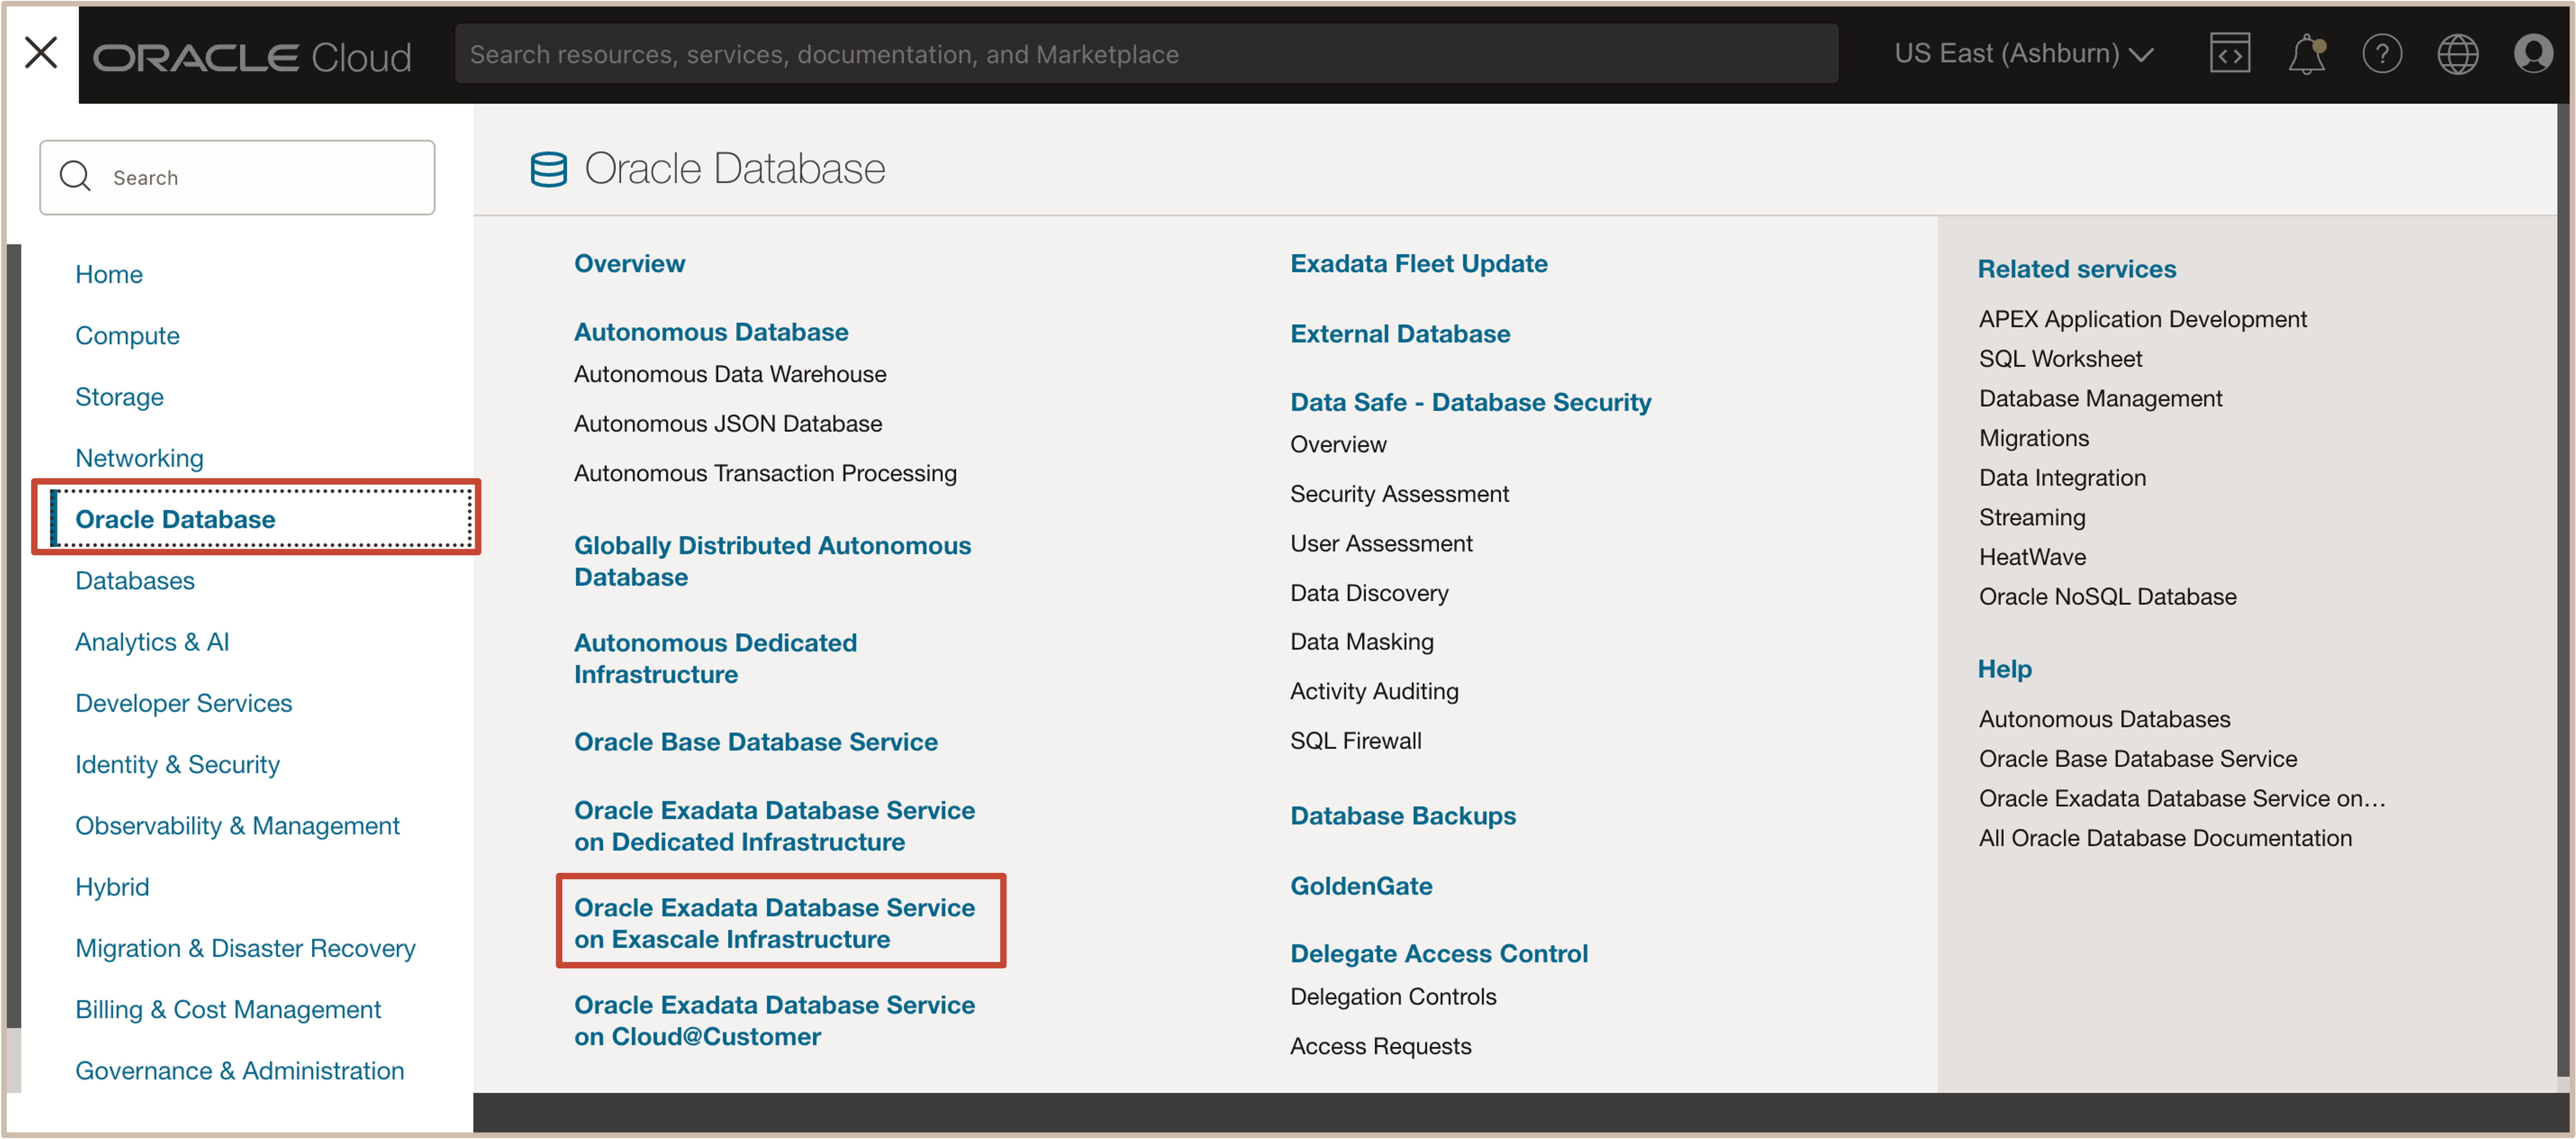 ORACLE Cloud
Search resources, services, documentation, and Marketplace
US East (Ashburn)
Search
Home
Compute
Storage
Networking
Oracle Database
Databases
Analytics & AI
Developer Services
Identity & Security
Observability & Management
Hybrid
Migration & Disaster Recovery
Billing & Cost Management
Governance & Administration
Oracle Database
Overview
Autonomous Database
Autonomous Data Warehouse
Autonomous JSON Database
Autonomous Transaction Processing
Globally Distributed Autonomous
Database
Autonomous Dedicated
Infrastructure
Oracle Base Database Service
Oracle Exadata Database Service
on Dedicated Infrastructure
Oracle Exadata Database Service
on Exascale Infrastructure
Oracle Exadata Database Service
on Cloud@Customer
Exadata Fleet Update
External Database
Data Safe - Database Security
Overview
Security Assessment
User Assessment
Data Discovery
Data Masking
Activity Auditing
SQL Firewall
Database Backups
GoldenGate
Delegate Access Control
Delegation Controls
Access Requests
Related services
APEX Application Development
SQL Worksheet
Database Management
Migrations
Data Integration
Streaming
HeatWave
Oracle NoSQL Database
Help
Autonomous Databases
Oracle Base Database Service
Oracle Exadata Database Service on...
All Oracle Database Documentation